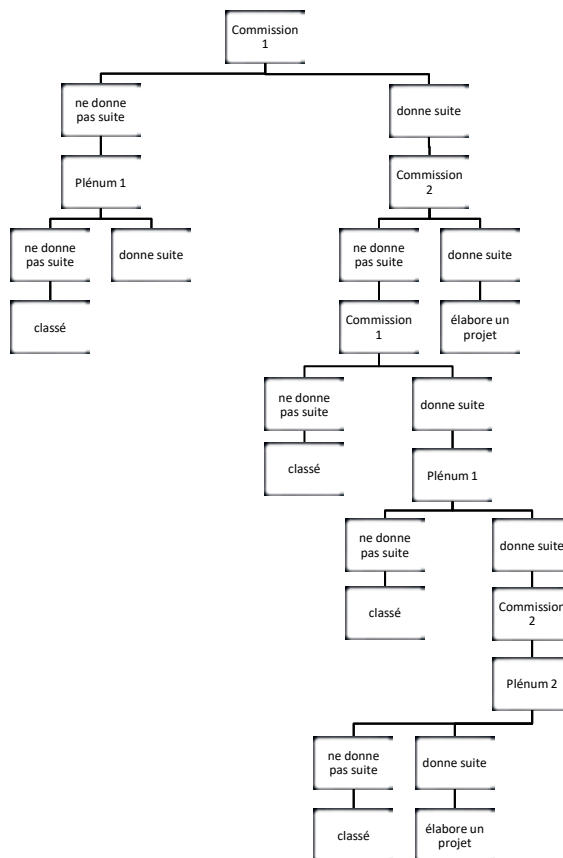 Commission
1
ne donne
pas suite
donne suite
Plénum 1
Commission
2
ne donne
pas suite
donne suite
ne donne
pas suite
donne suite
classé
Commission
1
élabore un
projet
ne donne
pas suite
donne suite
classé
Plénum 1
ne donne
pas suite
donne suite
classé
Commission
2
Plénum 2
ne donne
pas suite
donne suite
classé
élabore un
projet